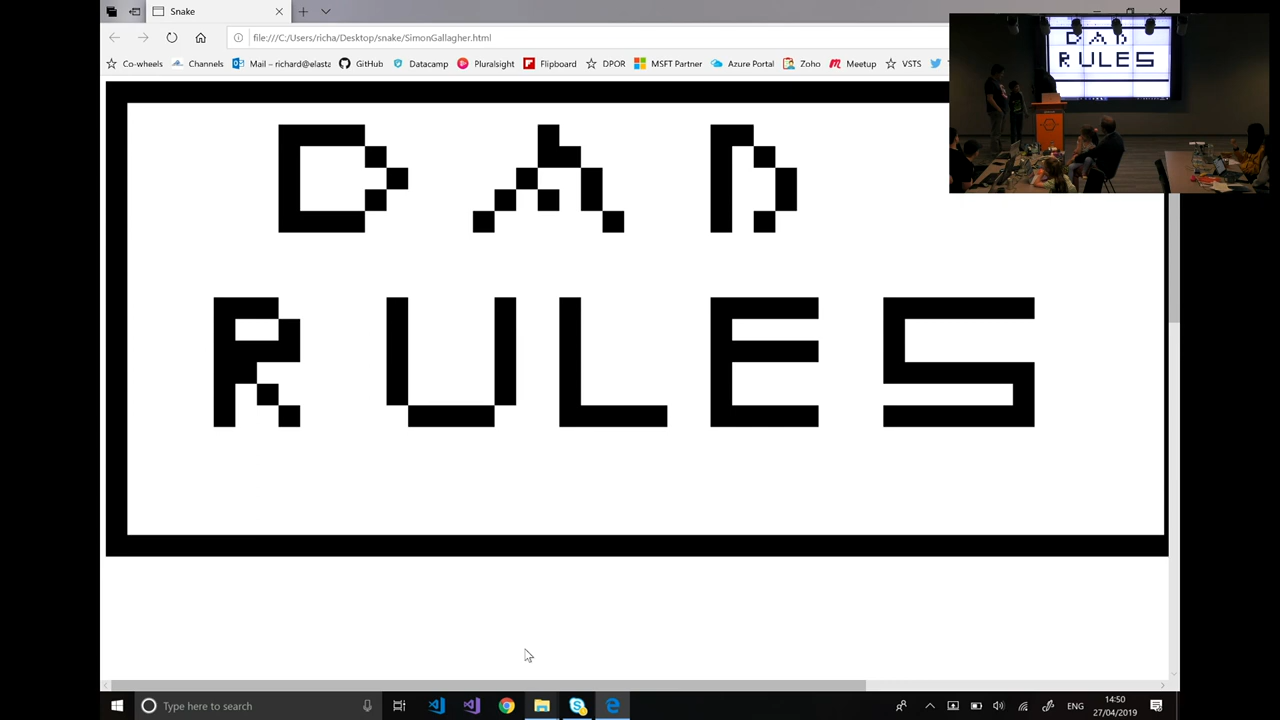 Snake
file:///C:/Users/richa/Desktop/snake/SimonGallagher.html
Co-wheels Channels Mail – richard@elasta GitHub Datacamp Pluralsight Flipboard DPOR MSFT Partner Azure Portal Zoho Meetup VSTS
DAD
RULES
DAD
RULES
Type here to search
ENG
14:50
27/04/2019